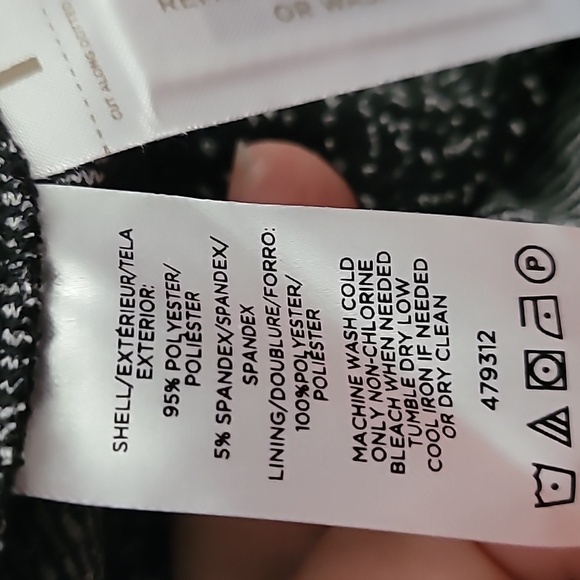 CUT ALONG DOTTED
OR
SHELL/EXTÉRIEUR/TELA
EXTERIOR:
95% POLYESTER/
POLIÉSTER
5% SPANDEX/SPANDEX/
SPANDEX
LINING/DOUBLURE/FORRO:
100%POLYESTER/
POLIÉSTER
MACHINE WASH COLD
ONLY NON-CHLORINE
BLEACH WHEN NEEDED
TUMBLE DRY LOW
COOL IRON IF NEEDED
OR DRY CLEAN
479312
P